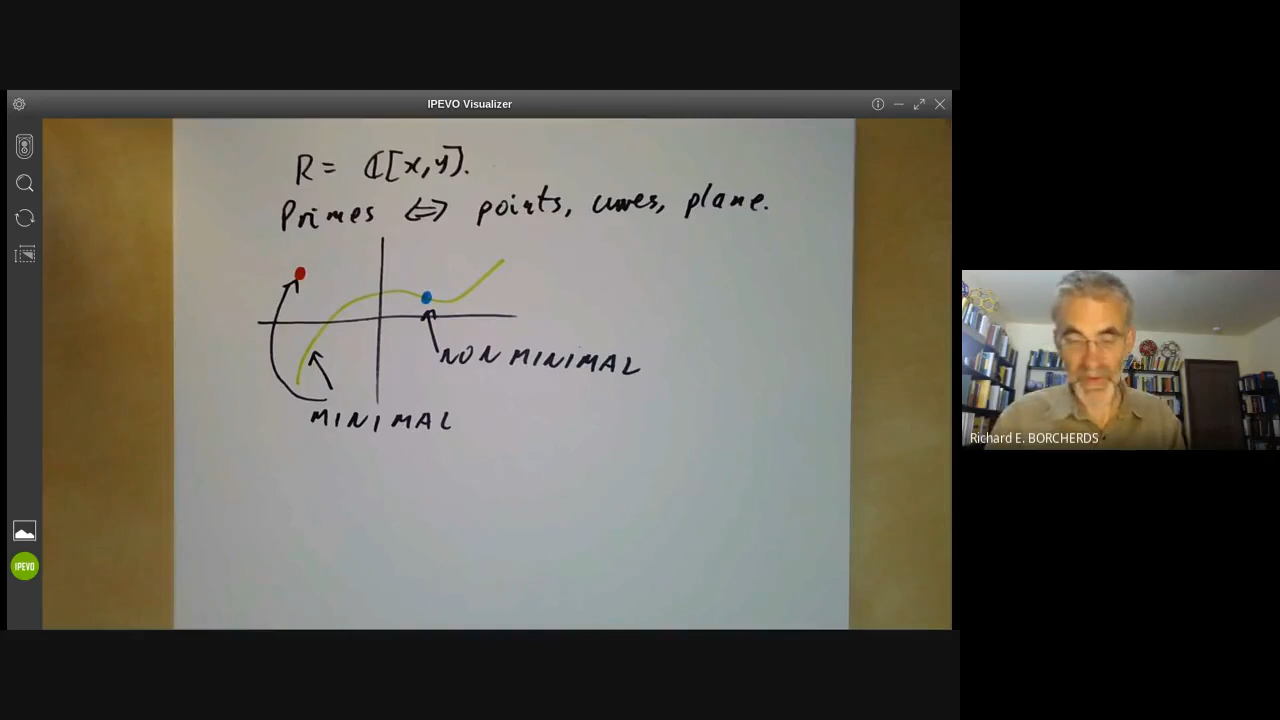 IPEVO Visualizer
R = ℂ[x,y].
Primes ⇔ points, curves, plane.
NON MINIMAL
MINIMAL
IPEVO
Richard E. BORCHERDS